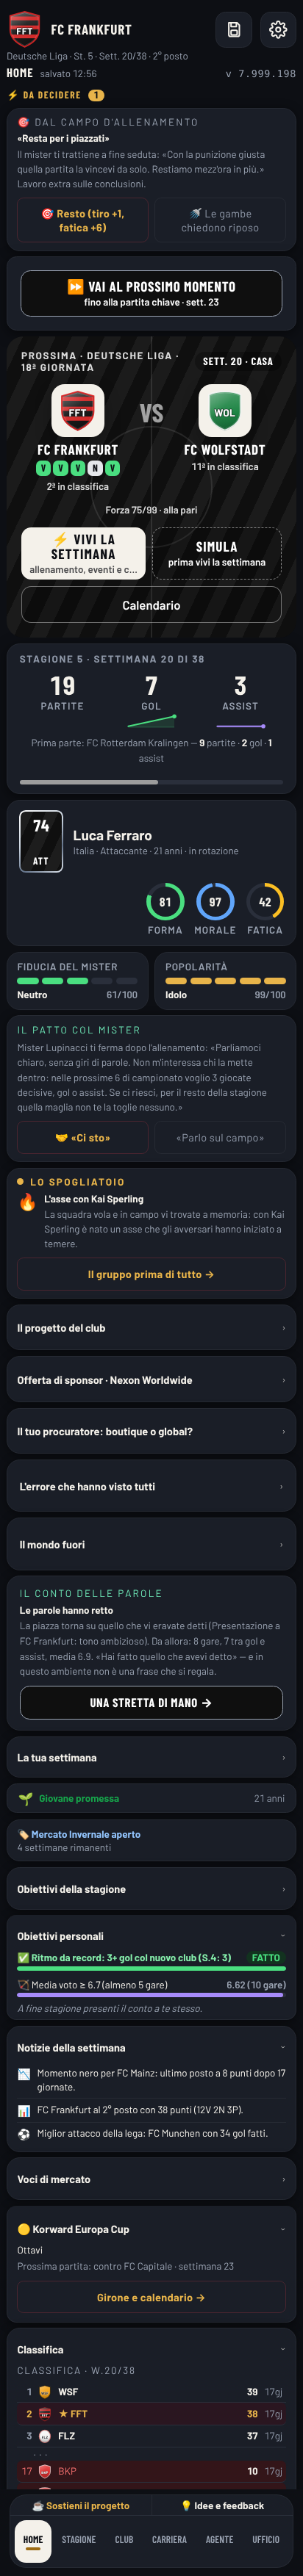 FFT
FC FRANKFURT
Deutsche Liga · St. 5 · Sett. 20/38 · 2° posto
HOME salvato 12:56
v 7.999.198
⚡ DA DECIDERE 1
🎯 DAL CAMPO D'ALLENAMENTO
«Resta per i piazzati»
Il mister ti trattiene a fine seduta: «Con la punizione giusta
quella partita la vincevi da solo. Restiamo mezz'ora in più.»
Lavoro extra sulle conclusioni.
🎯 Resto (tiro +1,
fatica +6)
🚿 Le gambe
chiedono riposo
⏩ VAI AL PROSSIMO MOMENTO
fino alla partita chiave · sett. 23
PROSSIMA · DEUTSCHE LIGA ·
18ª GIORNATA
SETT. 20 · CASA
FFT
VS
WOL
FC FRANKFURT
FC WOLFSTADT
V V V N V
11ª in classifica
2ª in classifica
Forza 75/99 · alla pari
⚡ VIVI LA
SETTIMANA
allenamento, eventi e c...
SIMULA
prima vivi la settimana
Calendario
STAGIONE 5 · SETTIMANA 20 DI 38
19
PARTITE
7
GOL
3
ASSIST
Prima parte: FC Rotterdam Kralingen — 9 partite · 2 gol · 1
assist
74
ATT
Luca Ferraro
Italia · Attaccante · 21 anni · in rotazione
81
FORMA
97
MORALE
42
FATICA
FIDUCIA DEL MISTER
Neutro 61/100
POPOLARITÀ
Idolo 99/100
IL PATTO COL MISTER
Mister Lupinacci ti ferma dopo l'allenamento: «Parliamoci
chiaro, senza giri di parole. Non m'interessa chi la mette
dentro: nelle prossime 6 di campionato voglio 3 giocate
decisive, gol o assist. Se ci riesci, per il resto della stagione
quella maglia non te la toglie nessuno.»
🤝 «Ci sto»
«Parlo sul campo»
LO SPOGLIATOIO
🔥 L'asse con Kai Sperling
La squadra vola e in campo vi trovate a memoria: con Kai
Sperling è nato un asse che gli avversari hanno iniziato a
temere.
Il gruppo prima di tutto →
Il progetto del club ›
Offerta di sponsor · Nexon Worldwide ›
Il tuo procuratore: boutique o global? ›
L'errore che hanno visto tutti ›
Il mondo fuori ›
IL CONTO DELLE PAROLE
Le parole hanno retto
La piazza torna su quello che vi eravate detti (Presentazione a
FC Frankfurt: tono ambizioso). Da allora: 8 gare, 7 tra gol e
assist, media 6.9. «Hai fatto quello che avevi detto» — e in
questo ambiente non è una frase che si regala.
UNA STRETTA DI MANO →
La tua settimana ›
🌱 Giovane promessa 21 anni
🏷️ Mercato Invernale aperto
4 settimane rimanenti
Obiettivi della stagione ›
Obiettivi personali
✅ Ritmo da record: 3+ gol col nuovo club (S.4: 3) FATTO
🏹 Media voto ≥ 6.7 (almeno 5 gare) 6.62 (10 gare)
A fine stagione presenti il conto a te stesso.
Notizie della settimana
📉 Momento nero per FC Mainz: ultimo posto a 8 punti dopo 17
giornate.
📊 FC Frankfurt al 2° posto con 38 punti (12V 2N 3P).
⚽ Miglior attacco della lega: FC Munchen con 34 gol fatti.
Voci di mercato ›
🟡 Korward Europa Cup
Ottavi
Prossima partita: contro FC Capitale · settimana 23
Girone e calendario →
Classifica
CLASSIFICA · W.20/38
1 WSF 39 17gj
2 ★ FFT 38 17gj
3 FLZ 37 17gj
...
17 BKP 10 17gj
☕ Sostieni il progetto
💡 Idee e feedback
HOME STAGIONE CLUB CARRIERA AGENTE UFFICIO